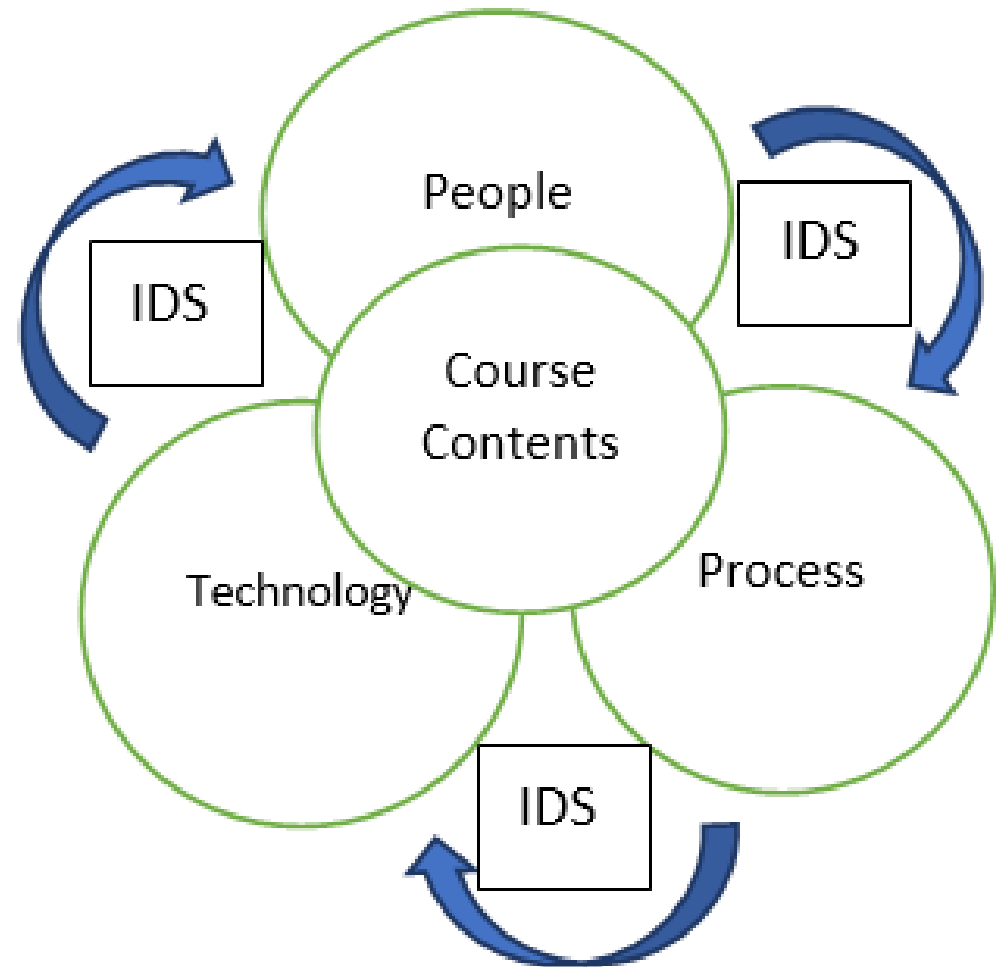 People
IDS
IDS
Course
Contents
Technology
Process
IDS